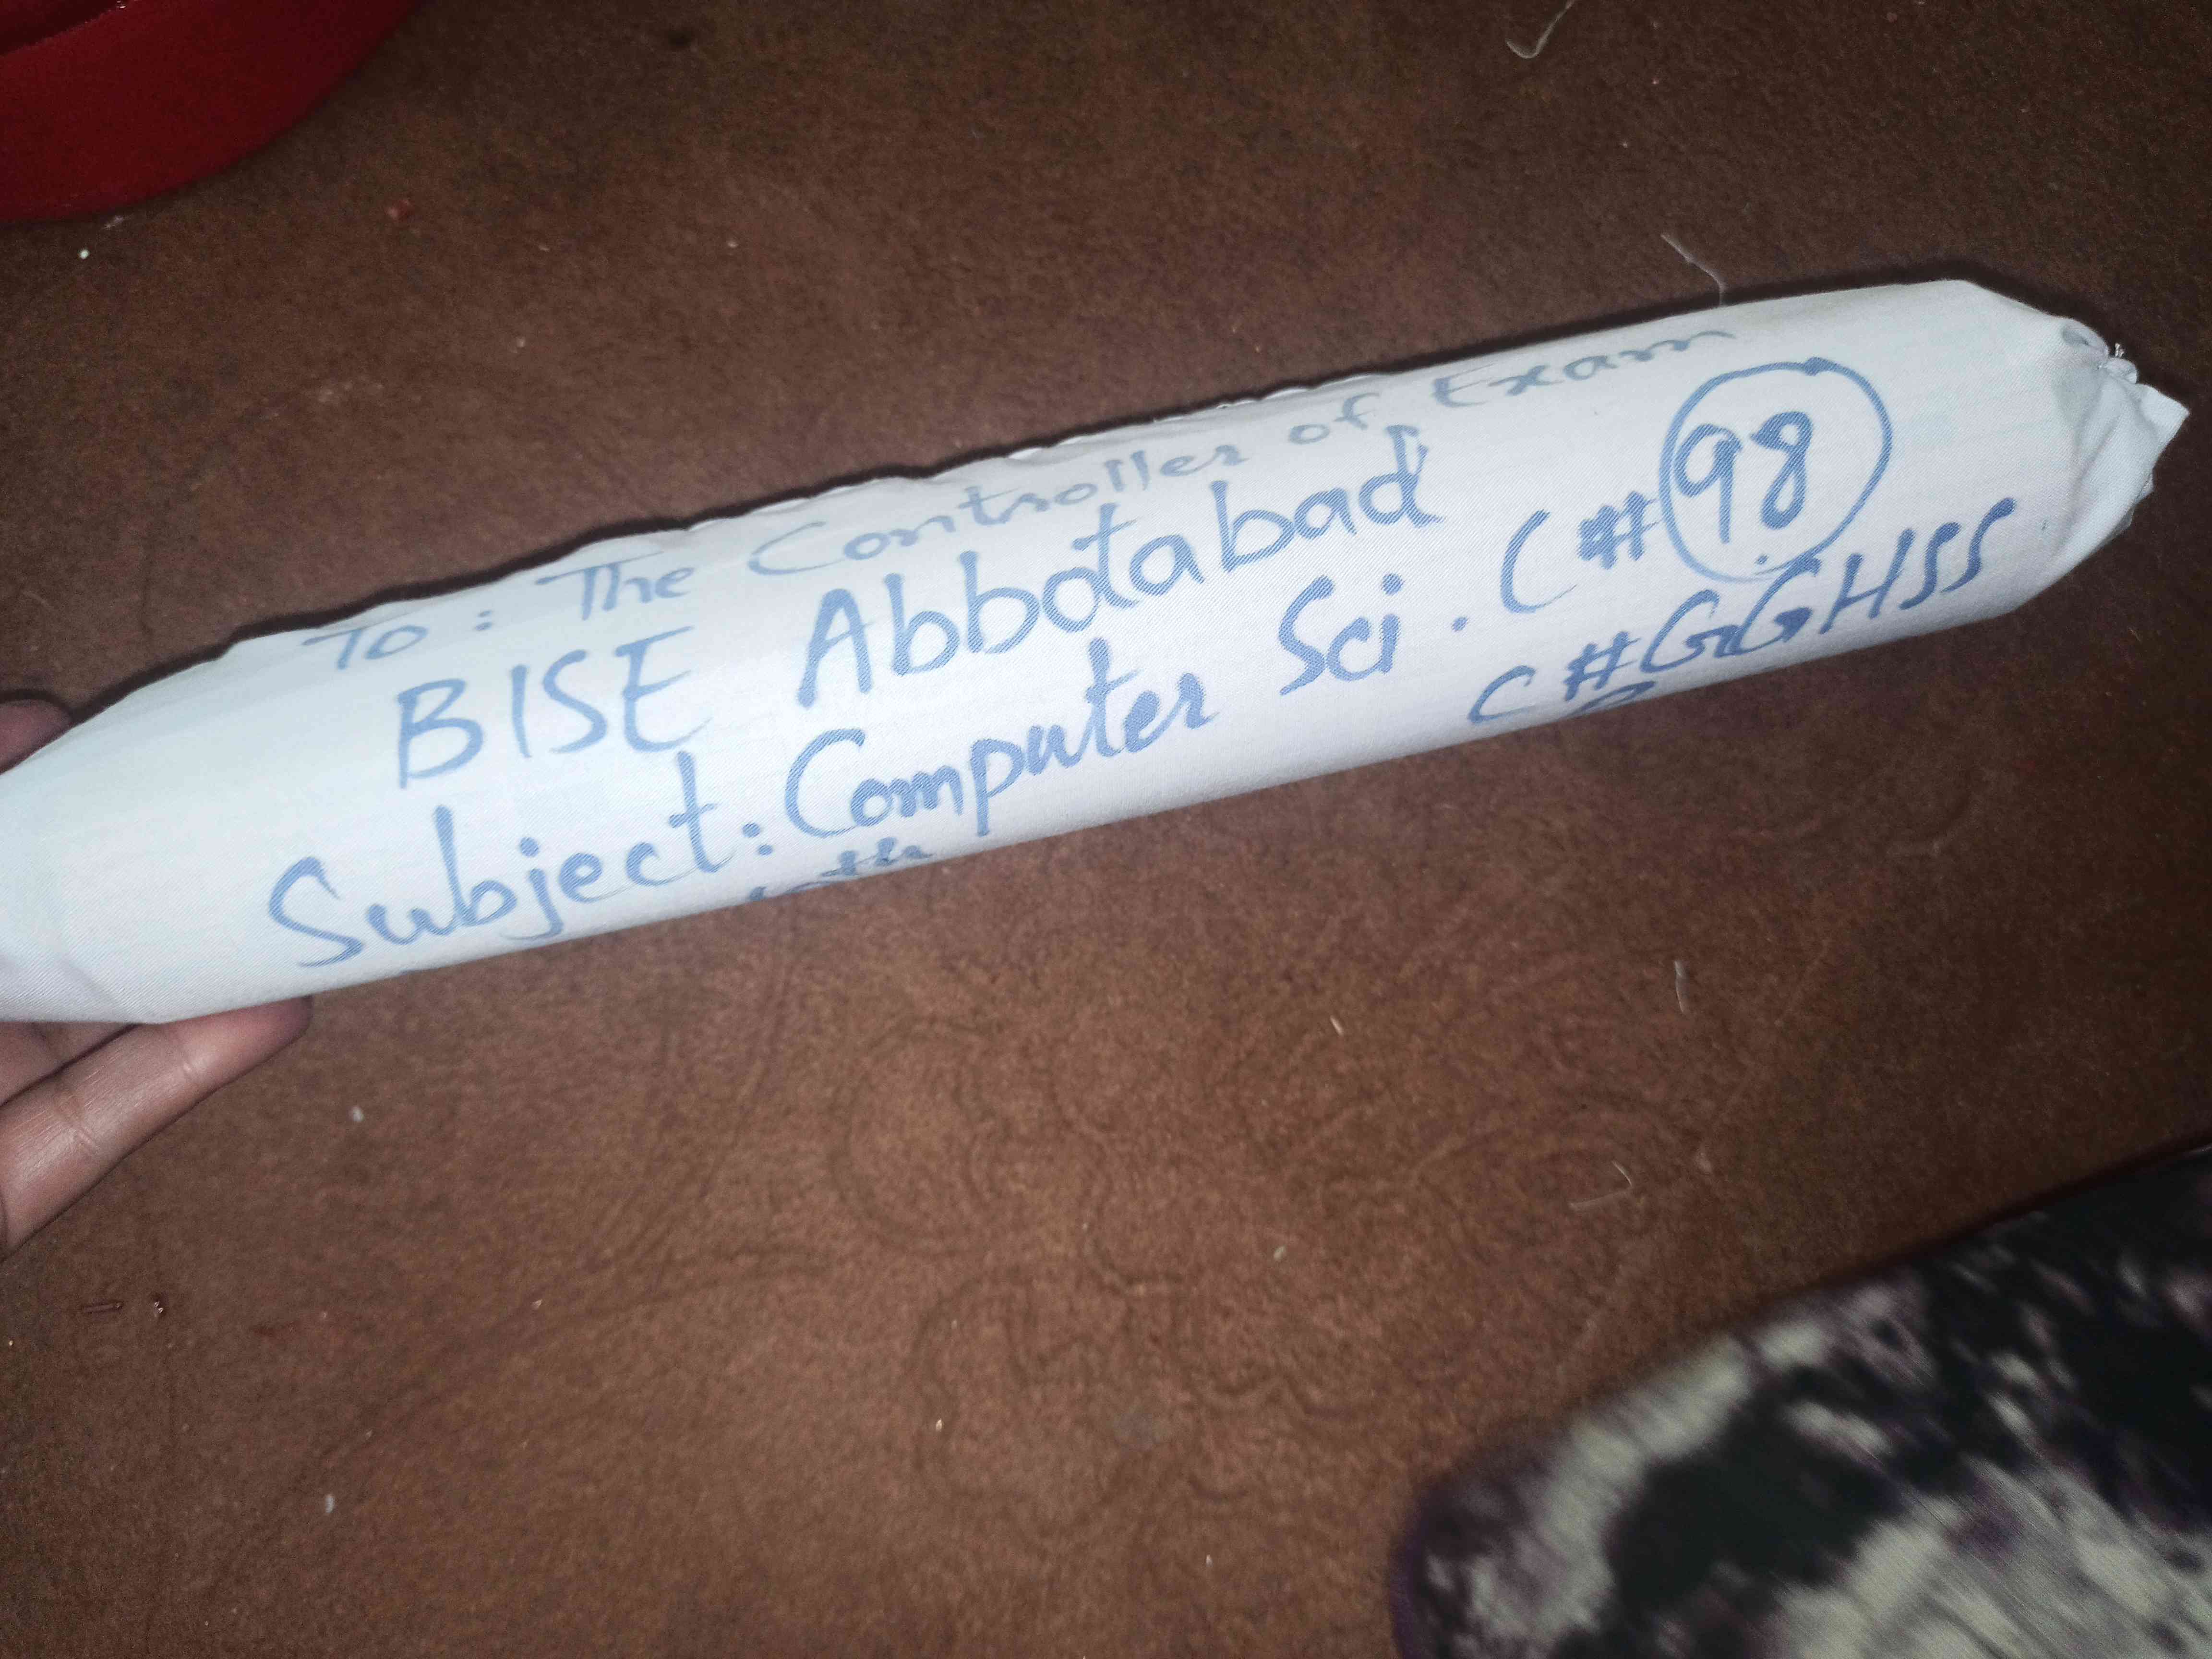 To: The Controller of Exam
BISE Abbotabad
Subject: Computer Sci. C# 98
C# GGHSS